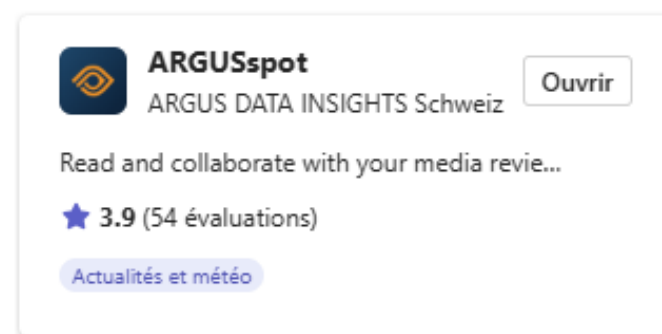 ARGUSspot
ARGUS DATA INSIGHTS Schweiz
Ouvrir
Read and collaborate with your media revie...
3.9 (54 évaluations)
Actualités et météo